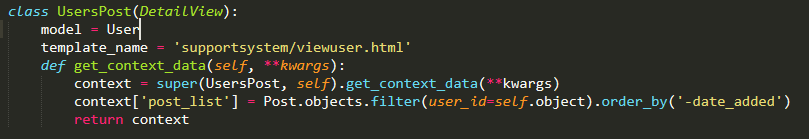 class UsersPost(DetailView):
    model = User
    template_name = 'supportsystem/viewuser.html'
    def get_context_data(self, **kwargs):
        context = super(UsersPost, self).get_context_data(**kwargs)
        context['post_list'] = Post.objects.filter(user_id=self.object).order_by('-date_added')
        return context